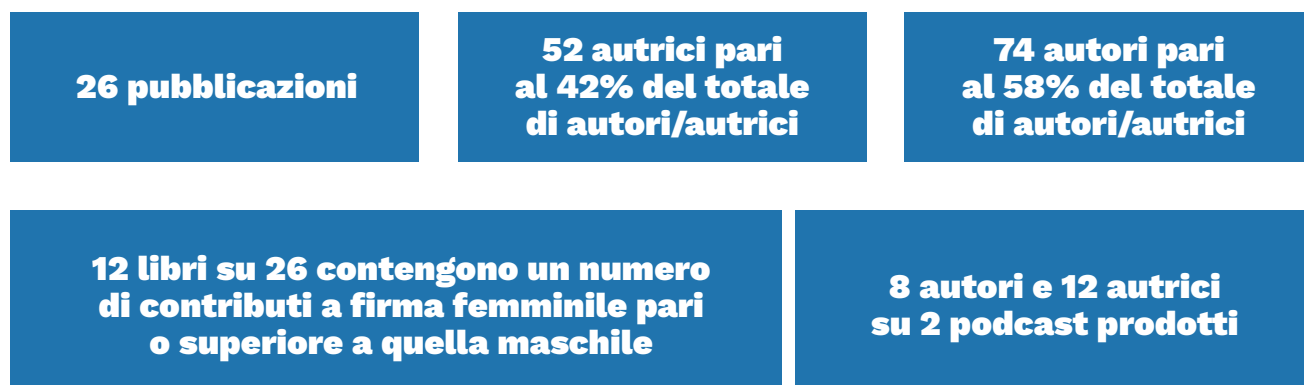 26 pubblicazioni
52 autrici pari
al 42% del totale
di autori/autrici
74 autori pari
al 58% del totale
di autori/autrici
12 libri su 26 contengono un numero
di contributi a firma femminile pari
o superiore a quella maschile
8 autori e 12 autrici
su 2 podcast prodotti